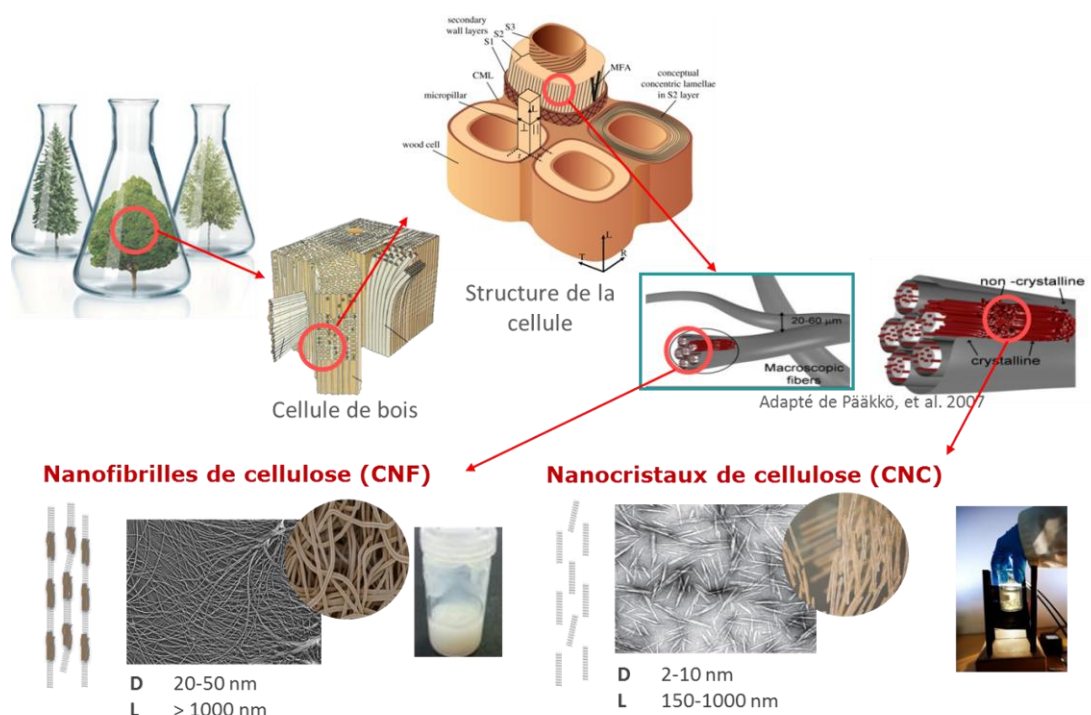 secondary
wall layers
S3
S2
S1
CML
MFA
micropillar
conceptual
concentric lamellae
in S2 layer
wood cell
L
T
R
Structure de la
cellule
Cellule de bois
20-60 µm
Macroscopic
fibers
non -crystalline
crystalline
Adapté de Pääkkö, et al. 2007
Nanofibrilles de cellulose (CNF)
D 20-50 nm
L > 1000 nm
Nanocristaux de cellulose (CNC)
D 2-10 nm
L 150-1000 nm